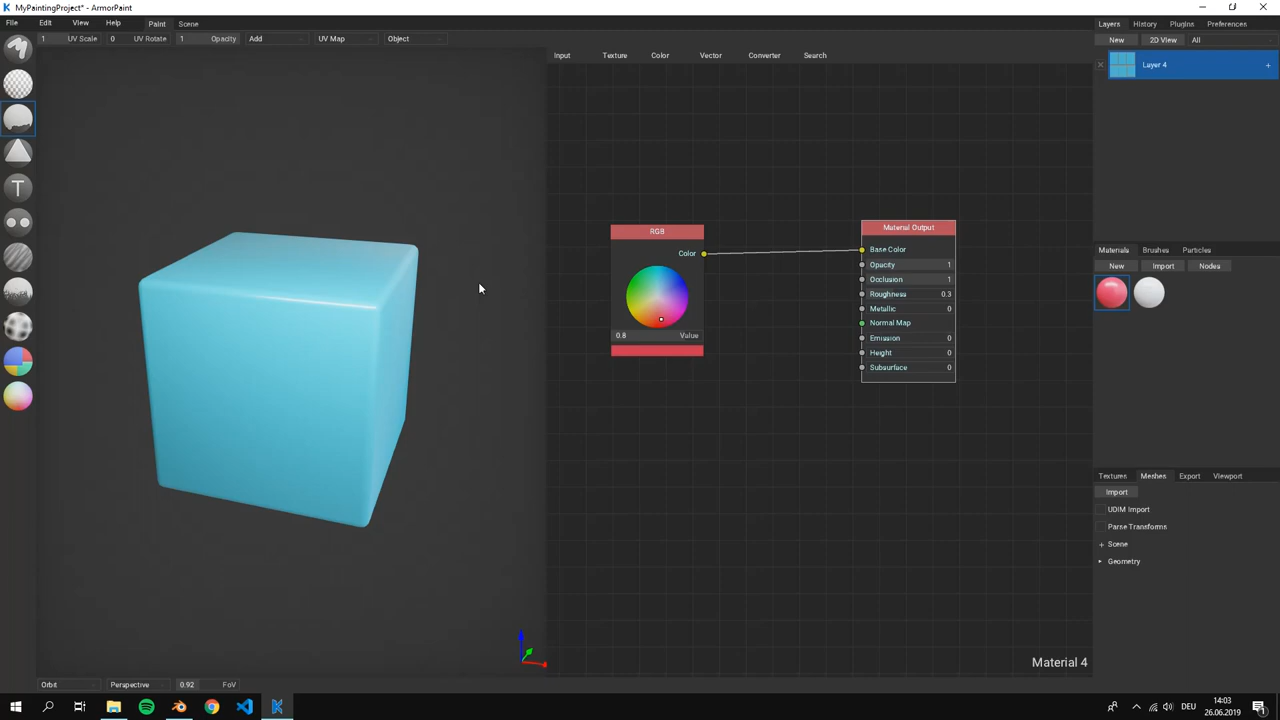 MyPaintingProject* - ArmorPaint
File Edit View Help Paint Scene
Layers History Plugins Preferences
1 UV Scale 0 UV Rotate 1 Opacity Add UV Map Object
New 2D View All
Input Texture Color Vector Converter Search
Layer 4 +
T
RGB
Color
0.8 Value
Material Output
Base Color
Opacity 1
Occlusion 1
Roughness 0.3
Metallic 0
Normal Map
Emission 0
Height 0
Subsurface 0
Materials Brushes Particles
New Import Nodes
Textures Meshes Export Viewport
Import
UDIM Import
Parse Transforms
+ Scene
Geometry
Material 4
Orbit Perspective 0.92 FoV
DEU
14:03
26.06.2019
1